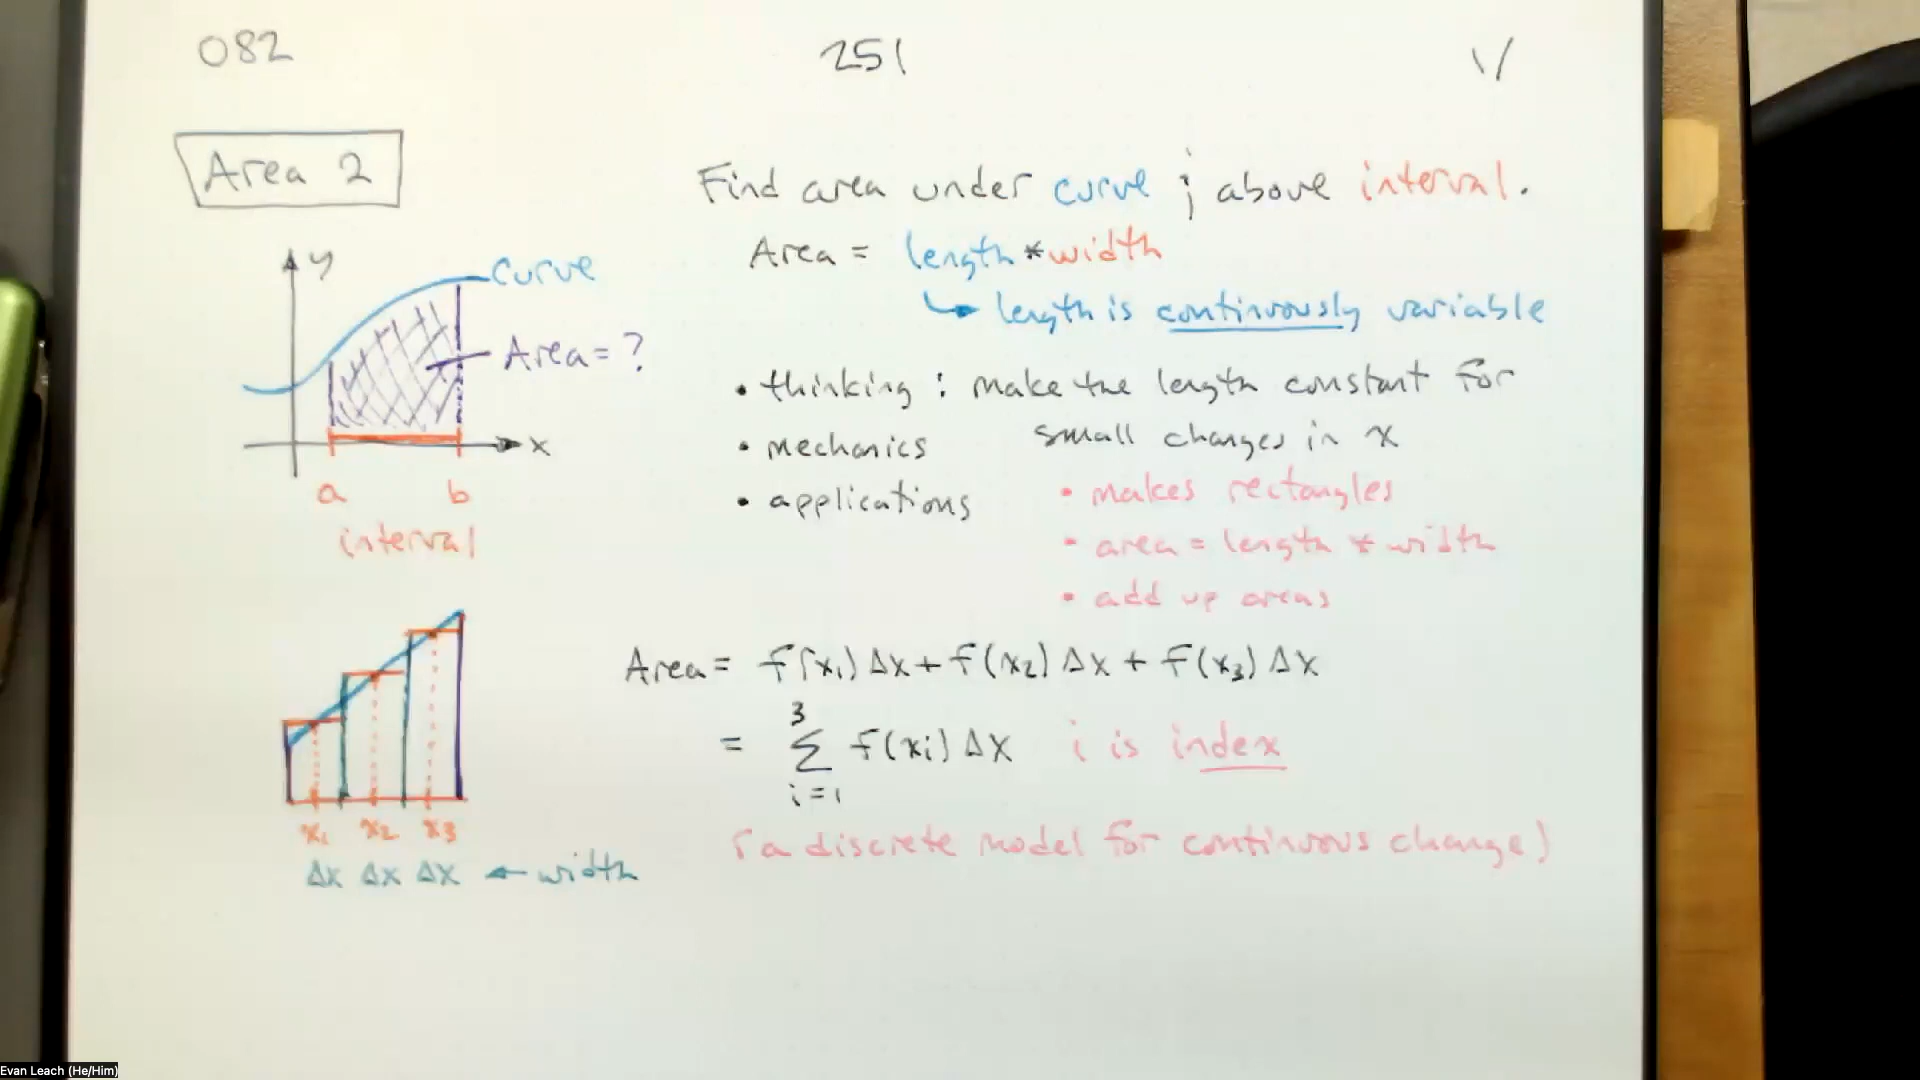 082 251 1/
Area 2
Find area under curve ; above interval.
Area = length * width
length is continuously variable
y
curve
Area = ?
x
a b
interval
• thinking : make the length constant for
small changes in x
• mechanics
• applications
• makes rectangles
• area = length * width
• add up areas
Area = f(x₁) Δx + f(x₂) Δx + f(x₃) Δx
= 3 Σ i=1 f(xi) Δx i is index
(a discrete model for continuous change)
x₁ x₂ x₃
Δx Δx Δx ← width
Evan Leach (He/Him)